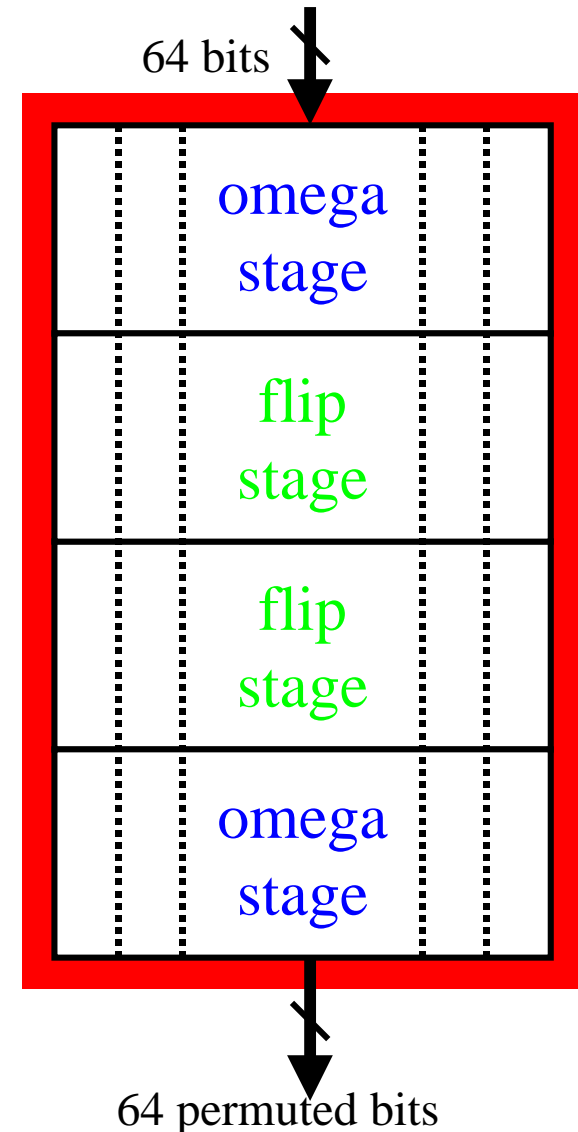 64 bits
omega
stage
flip
stage
flip
stage
omega
stage
64 permuted bits